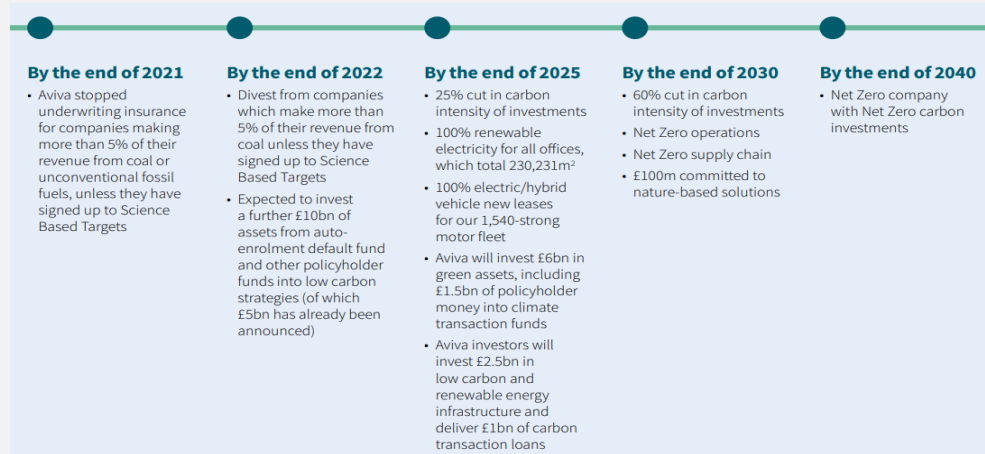 By the end of 2021
• Aviva stopped
underwriting insurance
for companies making
more than 5% of their
revenue from coal or
unconventional fossil
fuels, unless they have
signed up to Science
Based Targets
By the end of 2022
• Divest from companies
which make more than
5% of their revenue from
coal unless they have
signed up to Science
Based Targets
• Expected to invest
a further £10bn of
assets from auto-
enrolment default fund
and other policyholder
funds into low carbon
strategies (of which
£5bn has already been
announced)
By the end of 2025
• 25% cut in carbon
intensity of investments
• 100% renewable
electricity for all offices,
which total 230,231m²
• 100% electric/hybrid
vehicle new leases
for our 1,540-strong
motor fleet
• Aviva will invest £6bn in
green assets, including
£1.5bn of policyholder
money into climate
transaction funds
• Aviva investors will
invest £2.5bn in
low carbon and
renewable energy
infrastructure and
deliver £1bn of carbon
transaction loans
By the end of 2030
• 60% cut in carbon
intensity of investments
• Net Zero operations
• Net Zero supply chain
• £100m committed to
nature-based solutions
By the end of 2040
• Net Zero company
with Net Zero carbon
investments